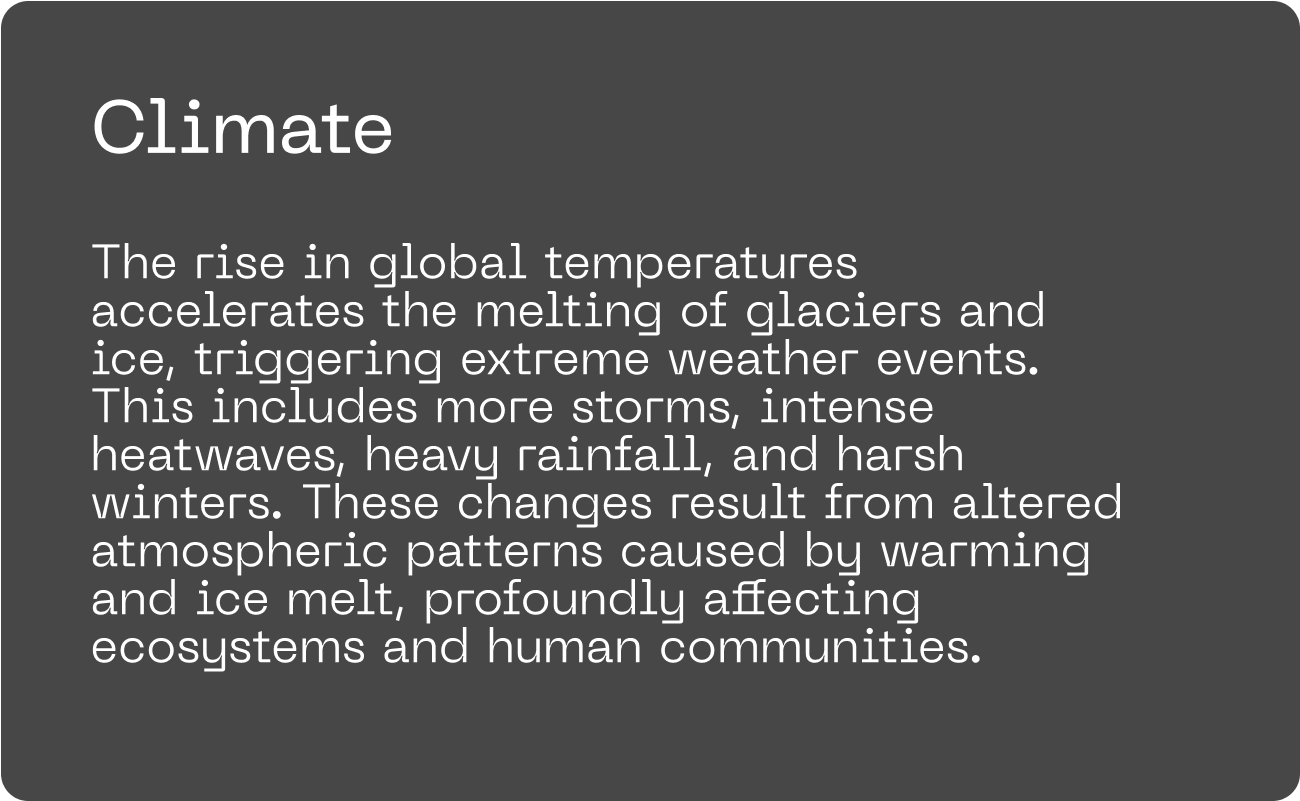 Climate
The rise in global temperatures
accelerates the melting of glaciers and
ice, triggering extreme weather events.
This includes more storms, intense
heatwaves, heavy rainfall, and harsh
winters. These changes result from altered
atmospheric patterns caused by warming
and ice melt, profoundly affecting
ecosystems and human communities.